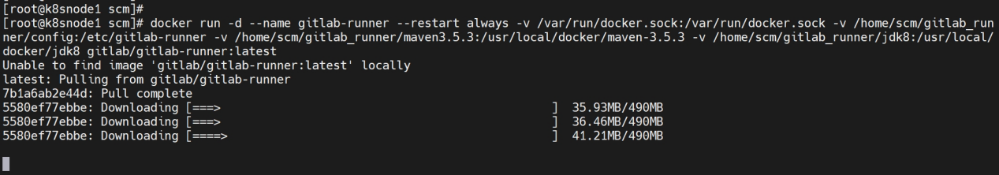 [root@k8snode1 scm]#
[root@k8snode1 scm]# docker run -d --name gitlab-runner --restart always -v /var/run/docker.sock:/var/run/docker.sock -v /home/scm/gitlab_run
ner/config:/etc/gitlab-runner -v /home/scm/gitlab_runner/maven3.5.3:/usr/local/docker/maven-3.5.3 -v /home/scm/gitlab_runner/jdk8:/usr/local/
docker/jdk8 gitlab/gitlab-runner:latest
Unable to find image 'gitlab/gitlab-runner:latest' locally
latest: Pulling from gitlab/gitlab-runner
7b1a6ab2e44d: Pull complete
5580ef77ebbe: Downloading [===>                                               ]  35.93MB/490MB
5580ef77ebbe: Downloading [===>                                               ]  36.46MB/490MB
5580ef77ebbe: Downloading [====>                                              ]  41.21MB/490MB